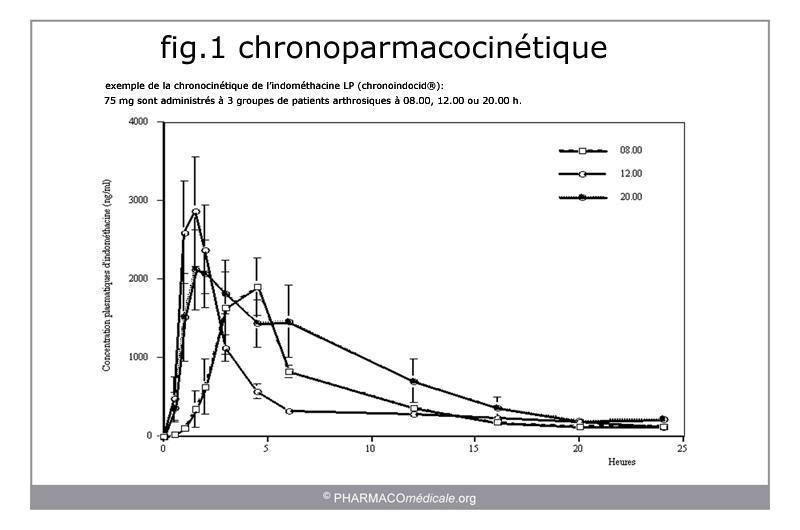 fig.1 chronoparmacocinétique
exemple de la chronocinétique de l'indométhacine LP (chronoindocid®):
75 mg sont administrés à 3 groupes de patients arthrosiques à 08.00, 12.00 ou 20.00 h.
Concentration plasmatiques d'indométhacine (ng/ml)
4000
3000
2000
1000
0
08.00
12.00
20.00
0 5 10 15 20 25
Heures
© PHARMACOmédicale.org